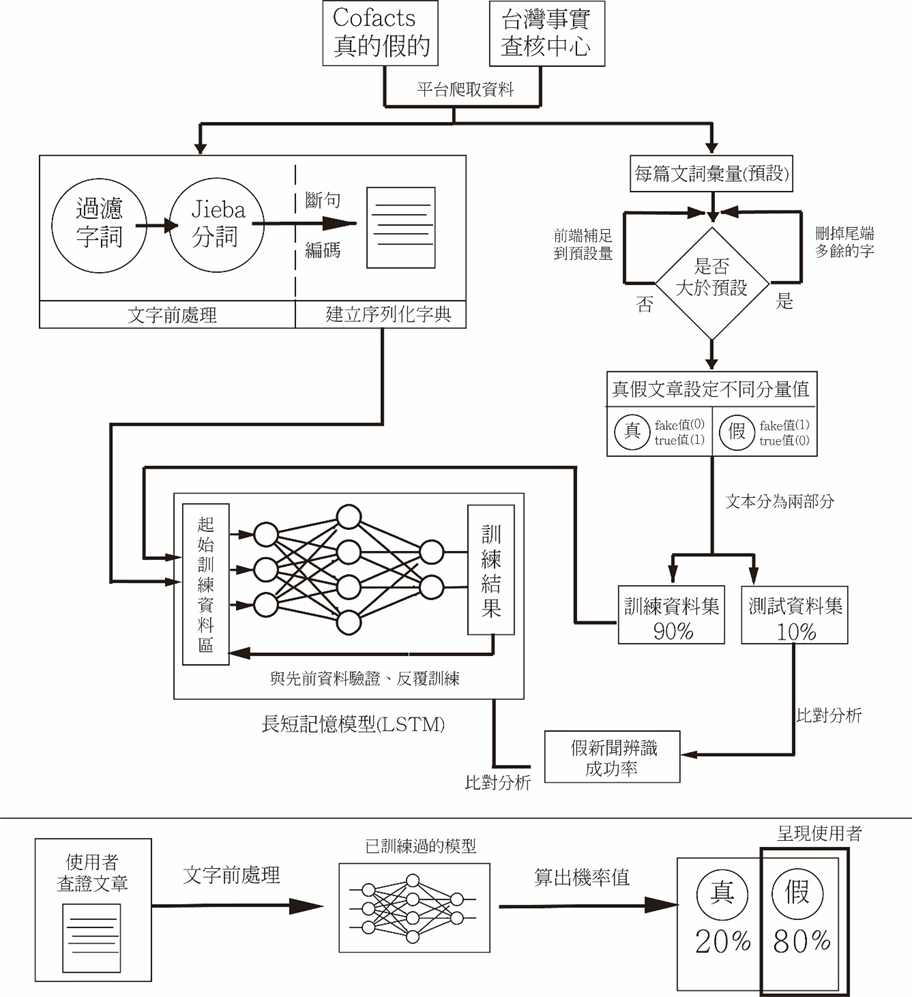 Cofacts
真的假的
台灣事實
查核中心
平台爬取資料
過濾
字詞
Jieba
分詞
斷句
編碼
文字前處理
建立序列化字典
每篇文詞彙量(預設)
前端補足
到預設量
刪掉尾端
多餘的字
是否
大於預設
否
是
真假文章設定不同分量值
真
fake值(0)
true值(1)
假
fake值(1)
true值(0)
文本分為兩部分
訓練資料集
90%
測試資料集
10%
起始訓練資料區
訓練結果
與先前資料驗證、反覆訓練
長短記憶模型(LSTM)
比對分析
假新聞辨識
成功率
比對分析
使用者
查證文章
文字前處理
已訓練過的模型
算出機率值
呈現使用者
真
20%
假
80%